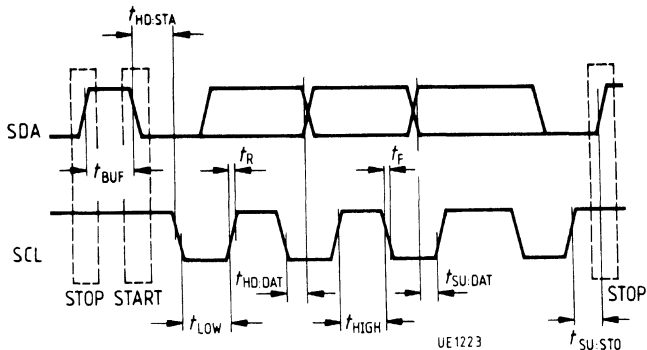 tHD:STA
SDA
tBUF
tR
tF
SCL
tHD:DAT
tSU:DAT
STOP START
STOP
tLOW
tHIGH
UE1223
tSU:STO